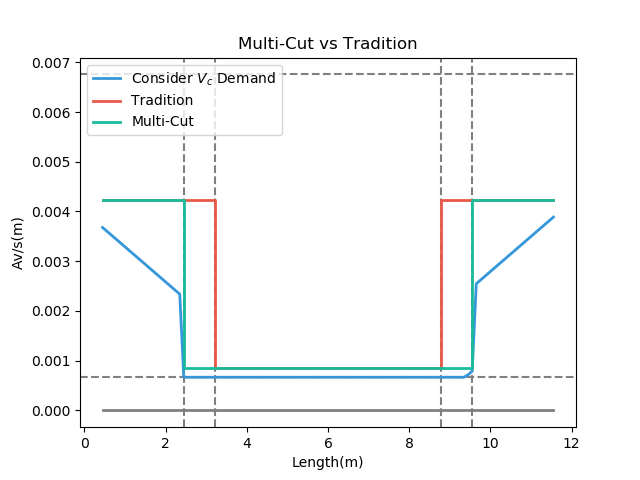 Multi-Cut vs Tradition
0.007
0.006
0.005
0.004
0.003
0.002
0.001
0.000
Av/s(m)
Consider V_c Demand
Tradition
Multi-Cut
0 2 4 6 8 10 12
Length(m)